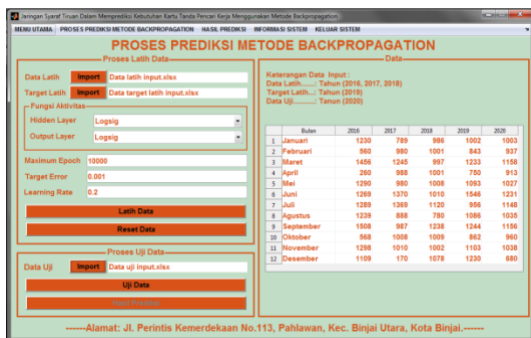 Jaringan Syaraf Tiruan Dalam Memprediksi Kebutuhan Kartu Tanda Pencari Kerja Menggunakan Metode Backpropagation
MENU UTAMA PROSES PREDIKSI METODE BACKPROPAGATION HASIL PREDIKSI INFORMASI SISTEM KELUAR SISTEM
PROSES PREDIKSI METODE BACKPROPAGATION
Proses Latih Data
Data Latih Import Data latih input.xlsx
Target Latih Import Data target latih input.xlsx
Fungsi Aktivitas
Hidden Layer Logsig
Output Layer Logsig
Maximum Epoch 10000
Target Error 0.001
Learning Rate 0.2
Latih Data
Reset Data
Proses Uji Data
Data Uji Import Data uji input.xlsx
Uji Data
Data
Keterangan Data Input :
Data Latih.......: Tahun (2016, 2017, 2018)
Target Latih...: Tahun (2019)
Data Uji..........: Tahun (2020)
Bulan 2016 2017 2018 2019 2020
1 Januari 1230 789 986 1002 1003
2 Februari 860 980 1001 843 937
3 Maret 1456 1245 997 1233 1158
4 April 260 988 1001 750 913
5 Mei 1290 980 1008 1093 1027
6 Juni 1269 1370 1010 1546 1231
7 Juli 1289 1369 1120 956 1148
8 Agustus 1239 888 780 1086 1035
9 September 1508 987 1238 1244 1156
10 Oktober 568 1008 1009 862 960
11 November 1298 1010 1002 1103 1038
12 Desember 1109 170 1078 1230 680
------Alamat: Jl. Perintis Kemerdekaan No.113, Pahlawan, Kec. Binjai Utara, Kota Binjai.------